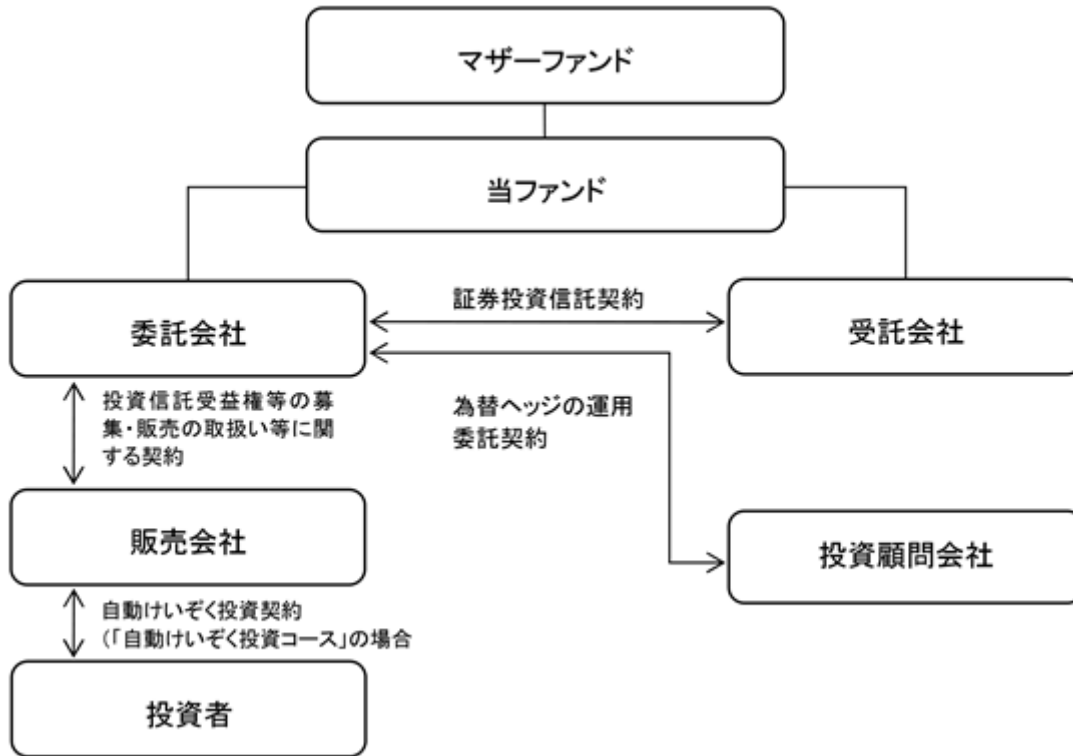 マザーファンド
当ファンド
証券投資信託契約
委託会社
受託会社
投資信託受益権等の募
集・販売の取扱い等に関
する契約
為替ヘッジの運用
委託契約
販売会社
投資顧問会社
自動けいぞく投資契約
(「自動けいぞく投資コース」の場合
投資者